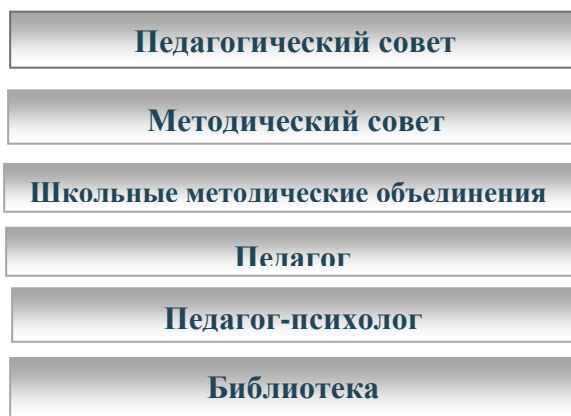 Педагогический совет
Методический совет
Школьные методические объединения
Педагог
Педагог-психолог
Библиотека